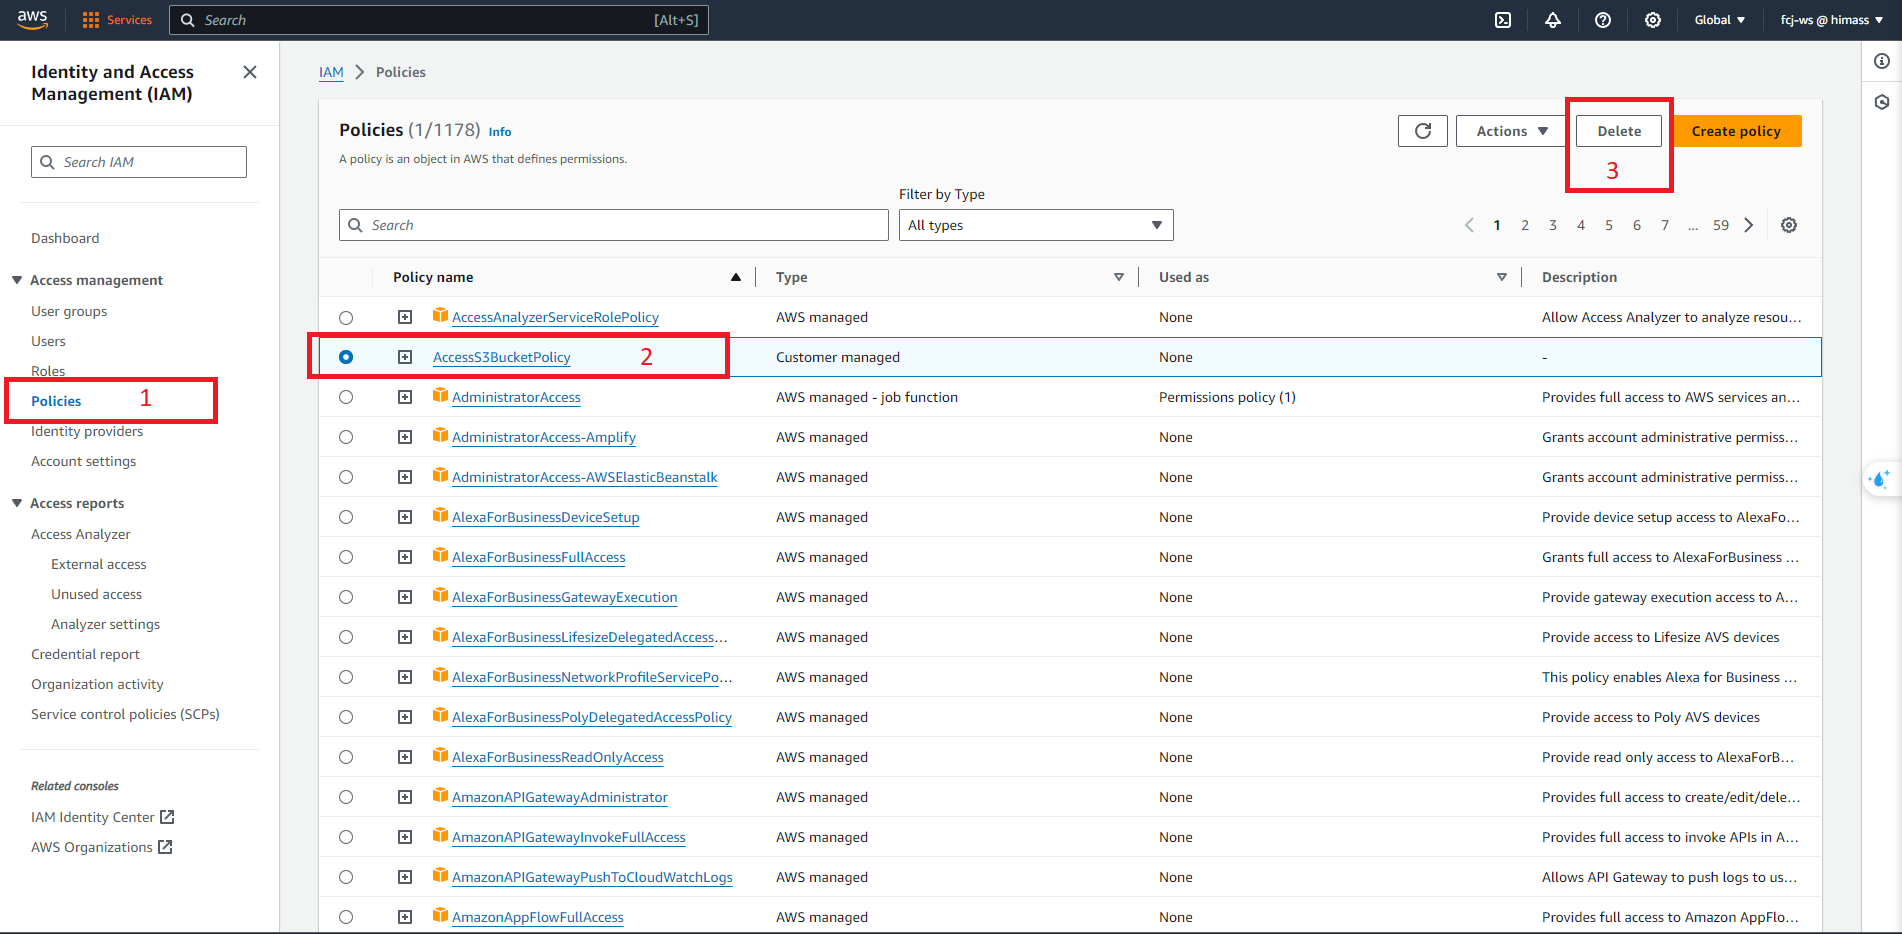 aws
Services
Search
[Alt+S]
Global
fcj-ws @ himass
Identity and Access
Management (IAM)
Search IAM
Dashboard
Access management
User groups
Users
Roles
Policies
1
Identity providers
Account settings
Access reports
Access Analyzer
External access
Unused access
Analyzer settings
Credential report
Organization activity
Service control policies (SCPs)
Related consoles
IAM Identity Center
AWS Organizations
IAM > Policies
Policies (1/1178) Info
A policy is an object in AWS that defines permissions.
Actions
Delete
3
Create policy
Filter by Type
Search
All types
1 2 3 4 5 6 7 ... 59
Policy name Type Used as Description
AccessAnalyzerServiceRolePolicy AWS managed None Allow Access Analyzer to analyze resou...
AccessS3BucketPolicy 2 Customer managed None -
AdministratorAccess AWS managed - job function Permissions policy (1) Provides full access to AWS services an...
AdministratorAccess-Amplify AWS managed None Grants account administrative permiss...
AdministratorAccess-AWSElasticBeanstalk AWS managed None Grants account administrative permiss...
AlexaForBusinessDeviceSetup AWS managed None Provide device setup access to AlexaFo...
AlexaForBusinessFullAccess AWS managed None Grants full access to AlexaForBusiness ...
AlexaForBusinessGatewayExecution AWS managed None Provide gateway execution access to A...
AlexaForBusinessLifesizeDelegatedAccess... AWS managed None Provide access to Lifesize AVS devices
AlexaForBusinessNetworkProfileServicePo... AWS managed None This policy enables Alexa for Business ...
AlexaForBusinessPolyDelegatedAccessPolicy AWS managed None Provide access to Poly AVS devices
AlexaForBusinessReadOnlyAccess AWS managed None Provide read only access to AlexaForB...
AmazonAPIGatewayAdministrator AWS managed None Provides full access to create/edit/dele...
AmazonAPIGatewayInvokeFullAccess AWS managed None Provides full access to invoke APIs in A...
AmazonAPIGatewayPushToCloudWatchLogs AWS managed None Allows API Gateway to push logs to us...
AmazonAppFlowFullAccess AWS managed None Provides full access to Amazon AppFlo...